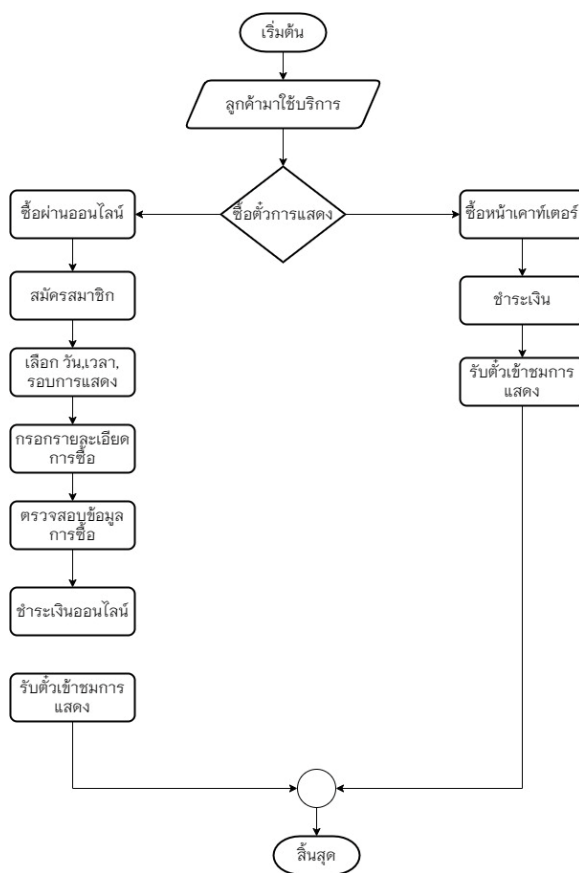 เริ่มต้น
ลูกค้ามาใช้บริการ
ซื้อตั๋วการแสดง
ซื้อผ่านออนไลน์
สมัครสมาชิก
เลือก วัน,เวลา,
รอบการแสดง
กรอกรายละเอียด
การซื้อ
ตรวจสอบข้อมูล
การซื้อ
ชำระเงินออนไลน์
รับตั๋วเข้าชมการ
แสดง
ซื้อหน้าเคาท์เตอร์
ชำระเงิน
รับตั๋วเข้าชมการ
แสดง
สิ้นสุด